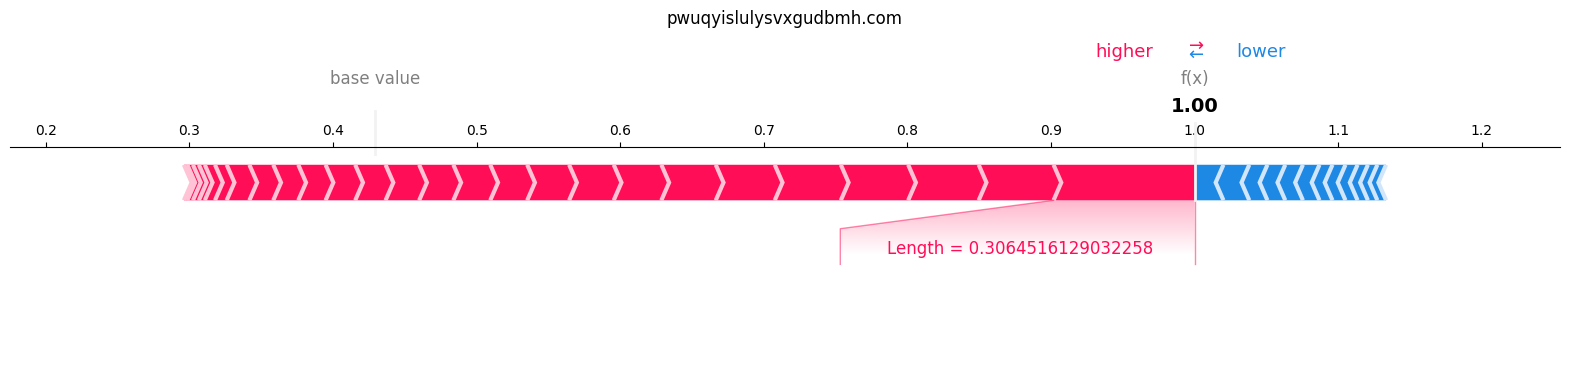 pwuqyislulysvxgudbmh.com
higher → ← lower
base value f(x)
1.00
0.2 0.3 0.4 0.5 0.6 0.7 0.8 0.9 1.0 1.1 1.2
Length = 0.3064516129032258